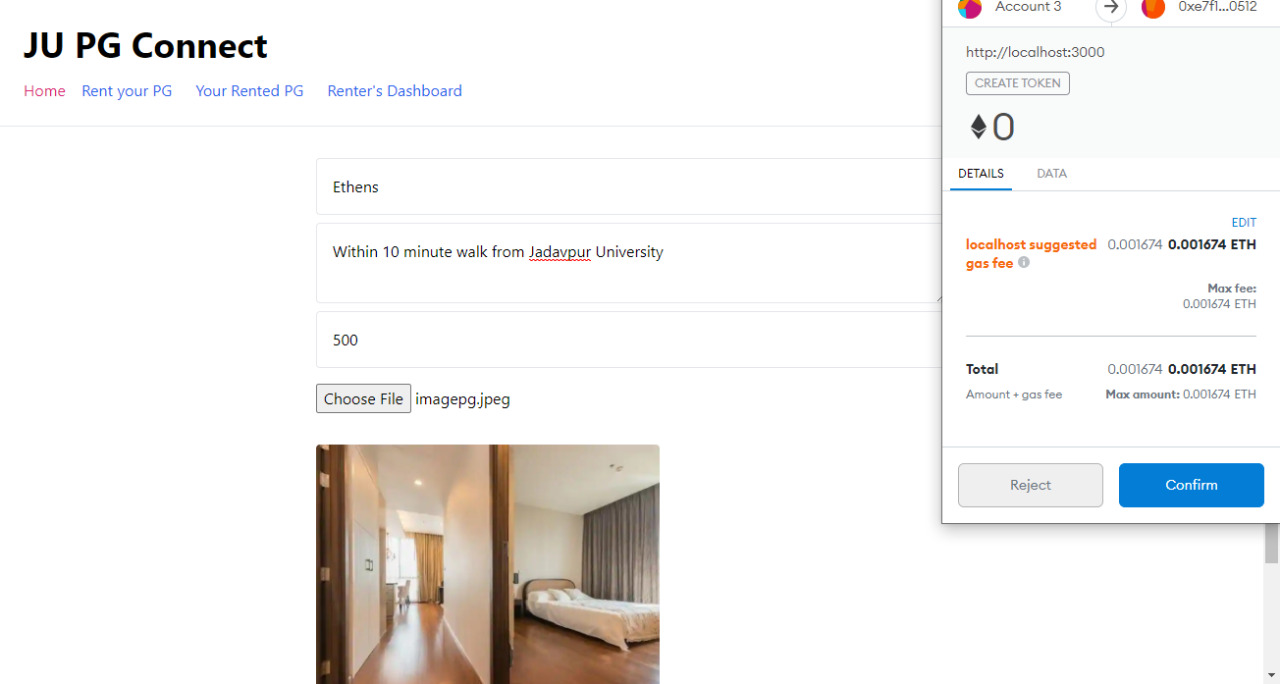 JU PG Connect
Home Rent your PG Your Rented PG Renter's Dashboard
Ethens
Within 10 minute walk from Jadavpur University
500
Choose File imagepg.jpeg
Account 3 0xe7f1...0512
http://localhost:3000
CREATE TOKEN
0
DETAILS DATA
EDIT
localhost suggested 0.001674 0.001674 ETH
gas fee
Max fee:
0.001674 ETH
Total 0.001674 0.001674 ETH
Amount + gas fee Max amount: 0.001674 ETH
Reject Confirm